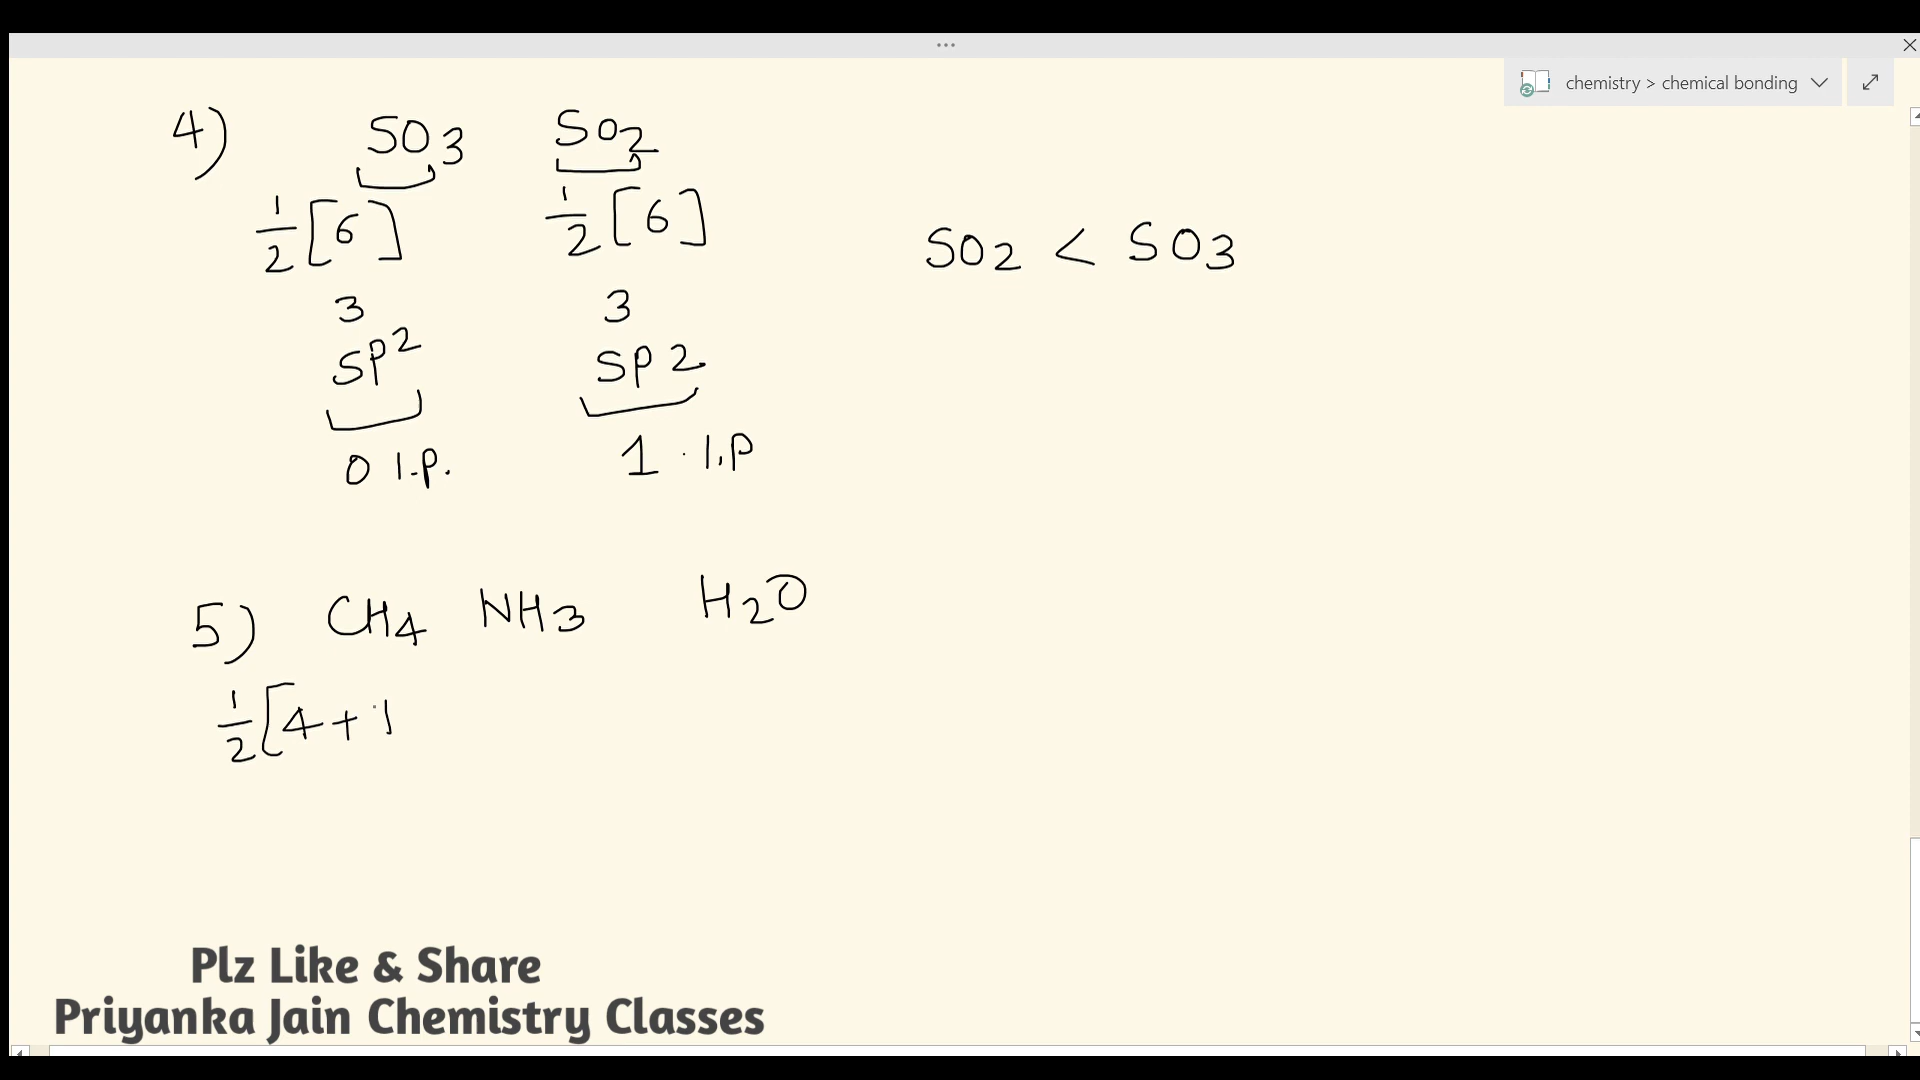 chemistry > chemical bonding
4) SO3 SO2
1/2 [6] 1/2 [6]
SO2 < SO3
3 3
SP2 SP2
0 l.p. 1 . l.p
5) CH4 NH3 H2O
1/2 [4 + 1
Plz Like & Share
Priyanka Jain Chemistry Classes